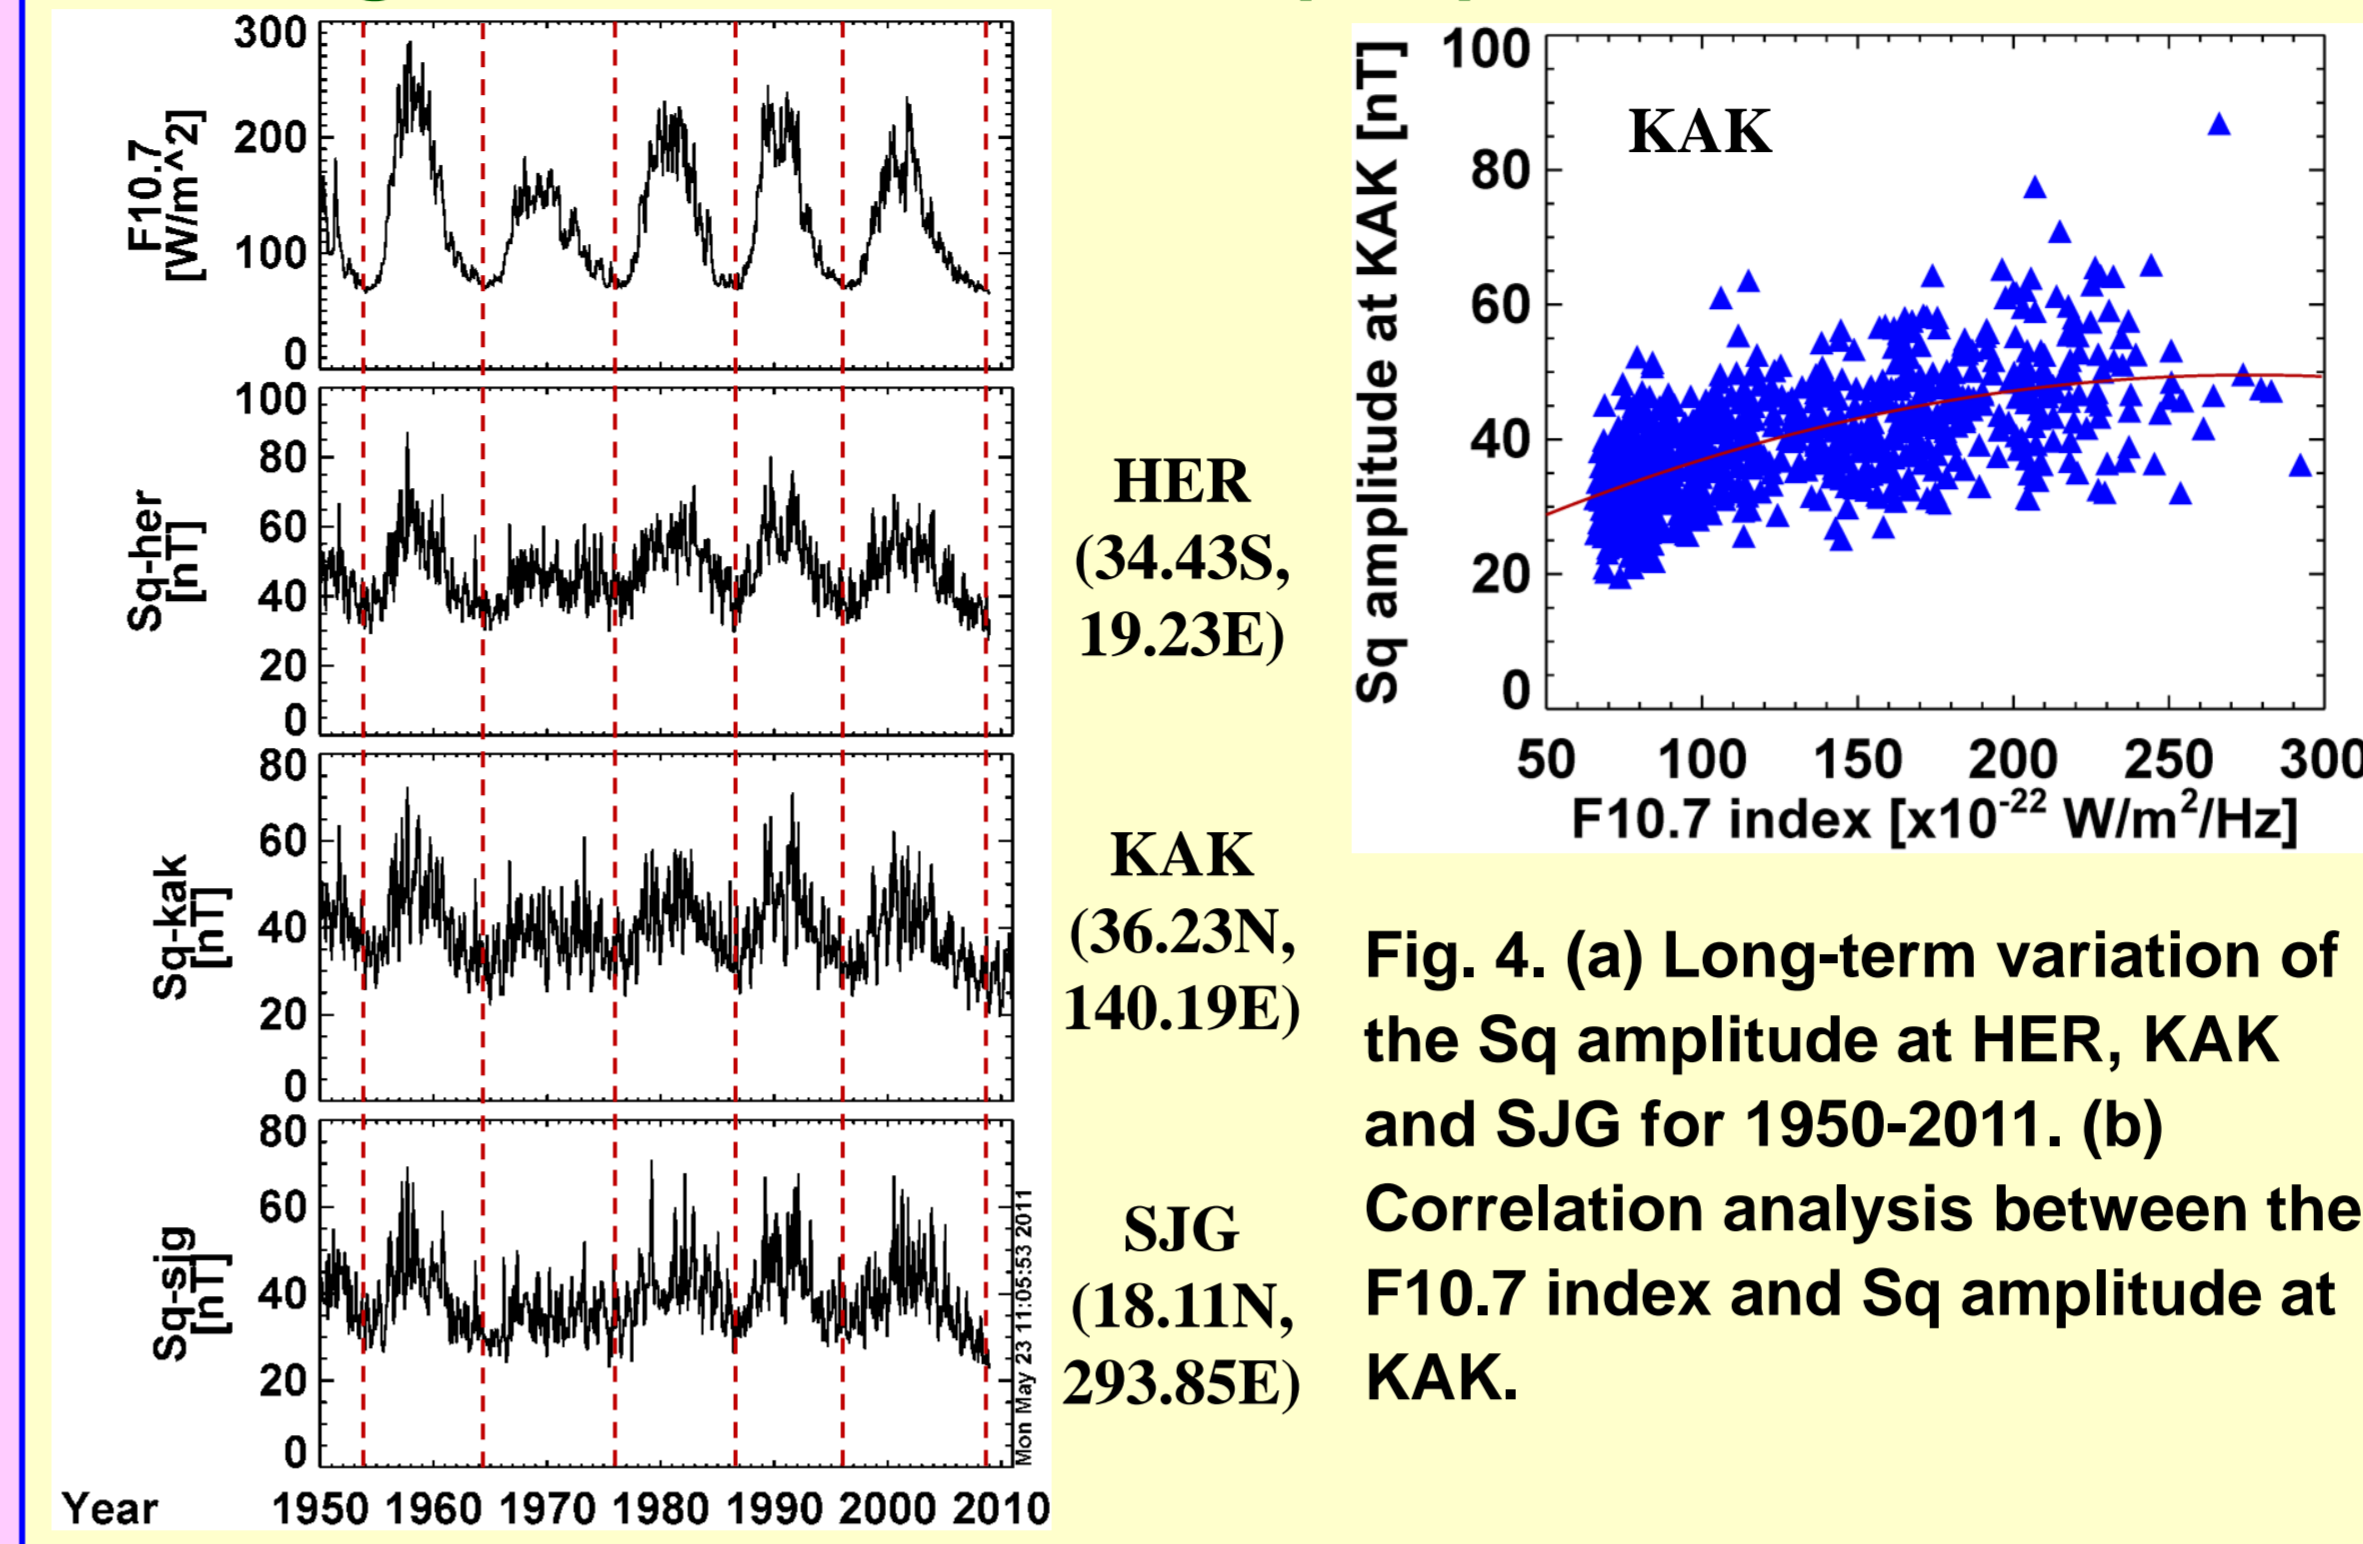 300
200
100
0
F10.7
[W/m^2]
100
80
60
40
20
0
Sq-her
[nT]
80
60
40
20
0
Sq-kak
[nT]
80
60
40
20
0
Sq-sjg
[nT]
Mon May 23 11:05:53 2011
Year 1950 1960 1970 1980 1990 2000 2010
HER
(34.43S,
19.23E)
KAK
(36.23N,
140.19E)
SJG
(18.11N,
293.85E)
Sq amplitude at KAK [nT]
100
80
60
40
20
0
KAK
50 100 150 200 250 300
F10.7 index [x10⁻²² W/m²/Hz]
Fig. 4. (a) Long-term variation of
the Sq amplitude at HER, KAK
and SJG for 1950-2011. (b)
Correlation analysis between the
F10.7 index and Sq amplitude at
KAK.